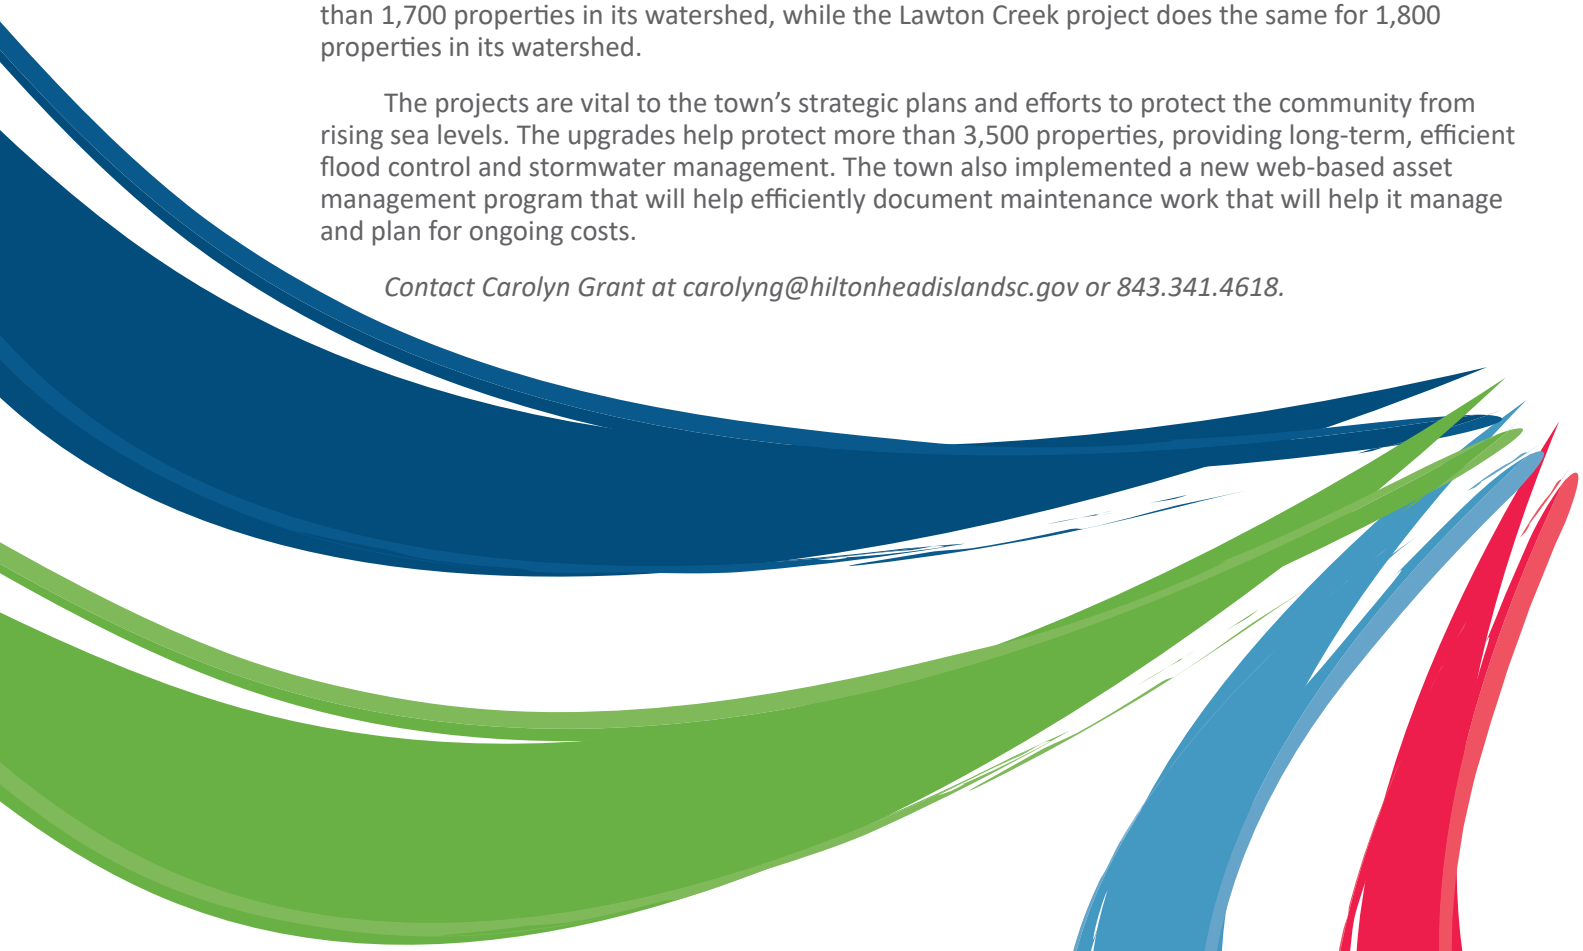 than 1,700 properties in its watershed, while the Lawton Creek project does the same for 1,800
properties in its watershed.
The projects are vital to the town’s strategic plans and efforts to protect the community from
rising sea levels. The upgrades help protect more than 3,500 properties, providing long-term, efficient
flood control and stormwater management. The town also implemented a new web-based asset
management program that will help efficiently document maintenance work that will help it manage
and plan for ongoing costs.
Contact Carolyn Grant at carolyng@hiltonheadislandsc.gov or 843.341.4618.